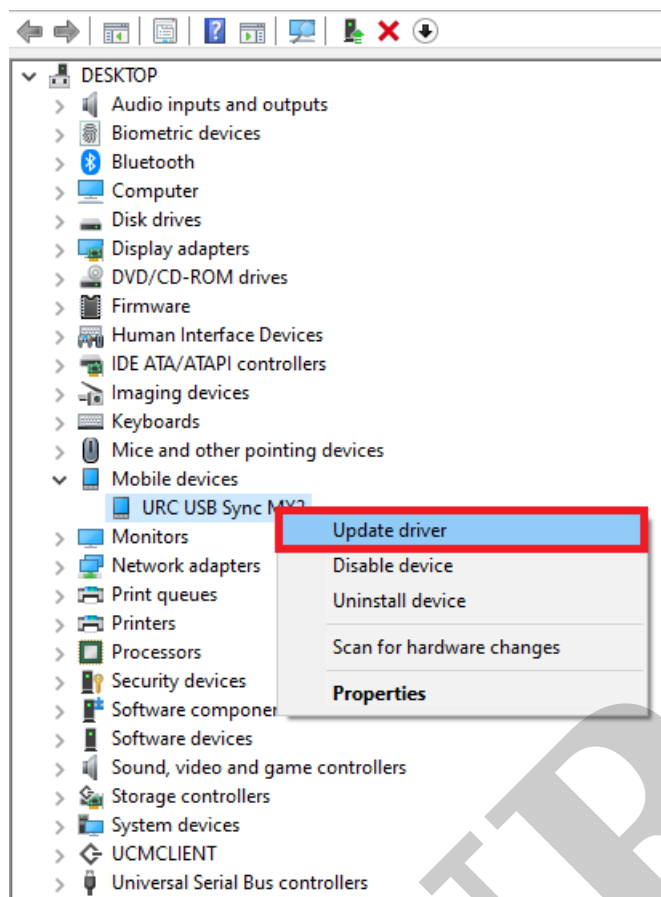 DESKTOP
Audio inputs and outputs
Biometric devices
Bluetooth
Computer
Disk drives
Display adapters
DVD/CD-ROM drives
Firmware
Human Interface Devices
IDE ATA/ATAPI controllers
Imaging devices
Keyboards
Mice and other pointing devices
Mobile devices
URC USB Sync
Monitors
Update driver
Network adapters
Disable device
Print queues
Uninstall device
Printers
Processors
Scan for hardware changes
Security devices
Properties
Software
Software devices
Sound, video and game controllers
Storage controllers
System devices
UCMCLIENT
Universal Serial Bus controllers